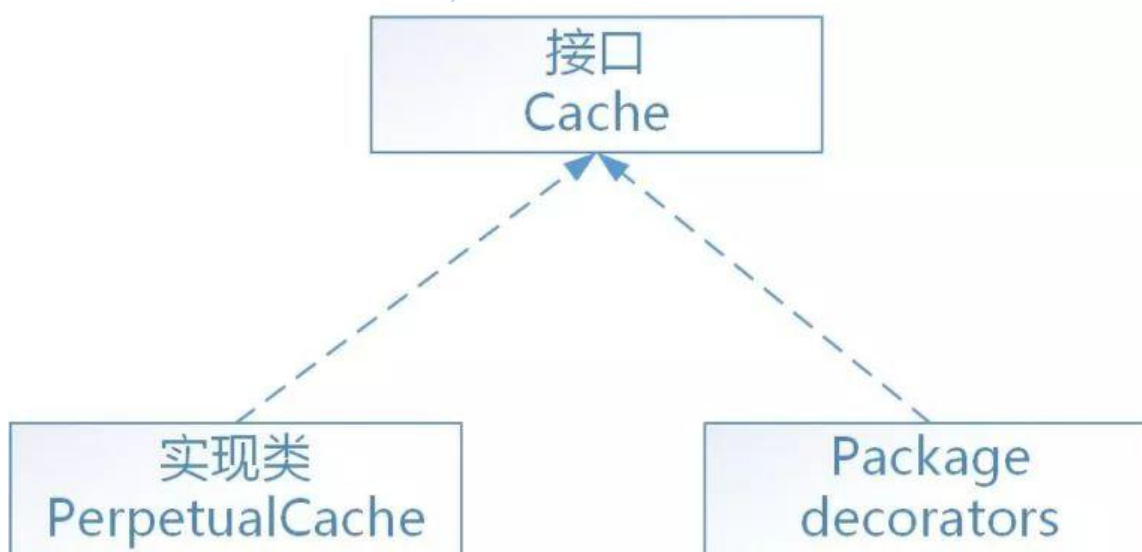 接口
Cache
实现类
PerpetualCache
Package
decorators